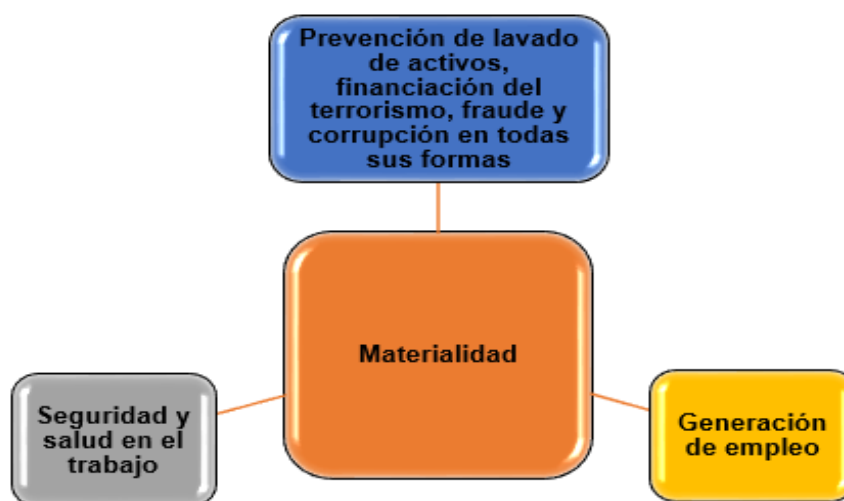 Prevención de lavado
de activos,
financiación del
terrorismo, fraude y
corrupción en todas
sus formas
Materialidad
Seguridad y
salud en el
trabajo
Generación
de empleo